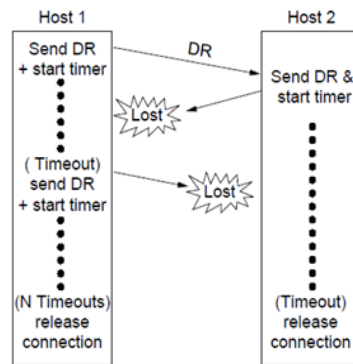 Host 1
Host 2
Send DR
+ start timer
DR
Send DR &
start timer
Lost
( Timeout)
send DR
+ start timer
Lost
(N Timeouts)
release
connection
(Timeout)
release
connection